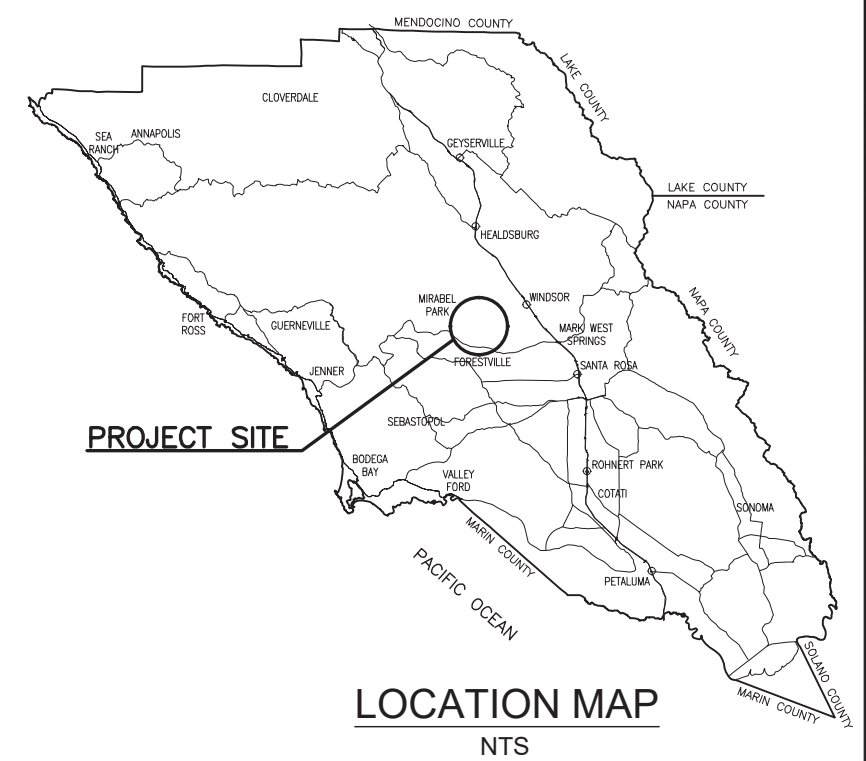 MENDOCINO COUNTY
LAKE COUNTY
CLOVERDALE
SEA
RANCH
ANNAPOLIS
GEYSERVILLE
LAKE COUNTY
NAPA COUNTY
HEALDSBURG
NAPA COUNTY
MIRABEL
PARK
WINDSOR
FORT
ROSS
GUERNEVILLE
MARK WEST
SPRINGS
FORESTVILLE
SANTA ROSA
JENNER
SEBASTOPOL
PROJECT SITE
BODEGA
BAY
VALLEY
FORD
ROHNERT PARK
COTATI
SONOMA
MARIN COUNTY
PACIFIC OCEAN
PETALUMA
SOLANO COUNTY
MARIN COUNTY
LOCATION MAP
NTS